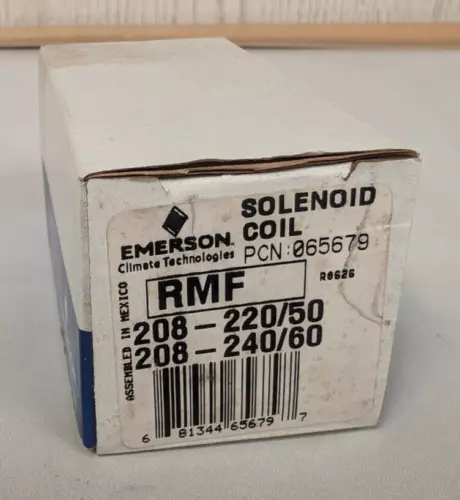 SOLENOID
COIL
EMERSON™
Climate Technologies
PCN:065679
R0626
RMF
ASSEMBLED IN MEXICO
208-220/50
208-240/60
6 81344 65679 7